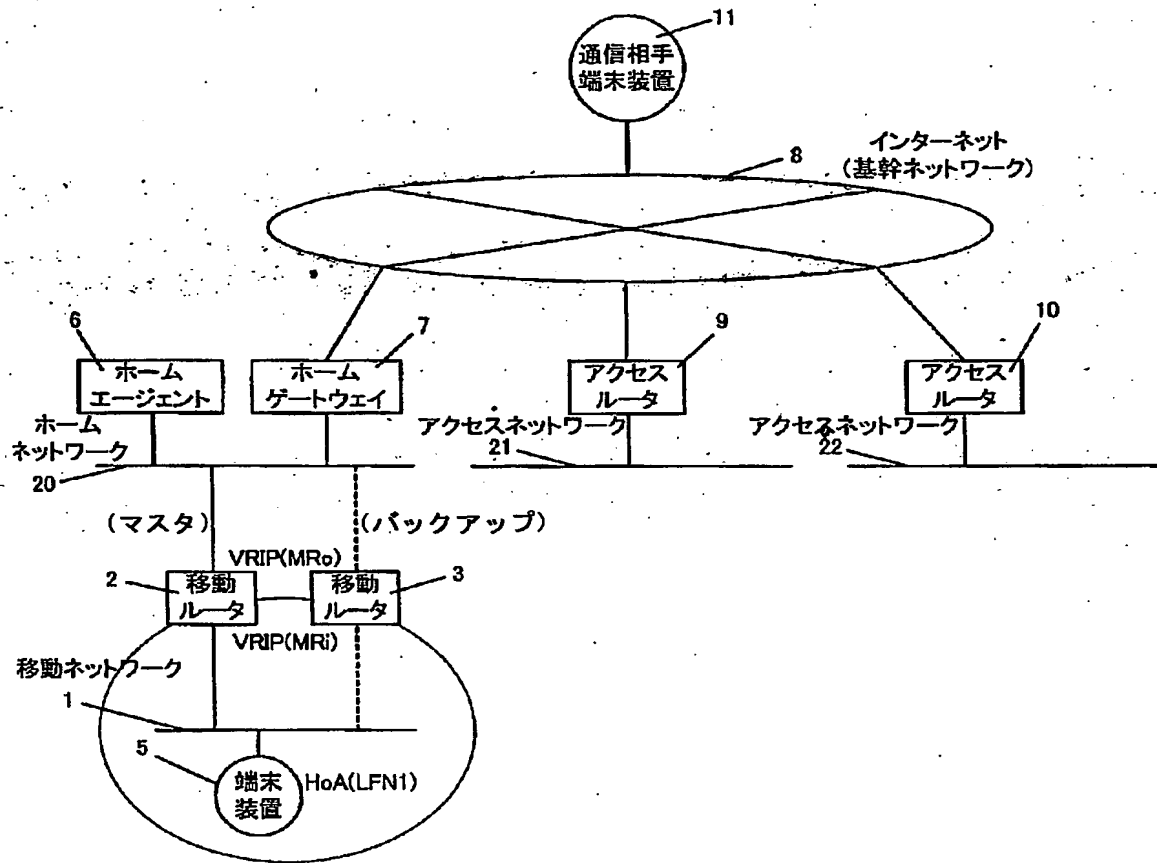 11
通信相手
端末装置
インターネット
(基幹ネットワーク)
8
6
7
9
10
ホーム
エージェント
ホーム
ゲートウェイ
アクセス
ルータ
アクセス
ルータ
ホーム
ネットワーク
20
アクセスネットワーク
21
アクセスネットワーク
22
(マスタ)
(バックアップ)
VRIP(MRo)
2
移動
ルータ
移動
ルータ
3
VRIP(MRi)
移動ネットワーク
1
5
端末
装置
HoA(LFN1)